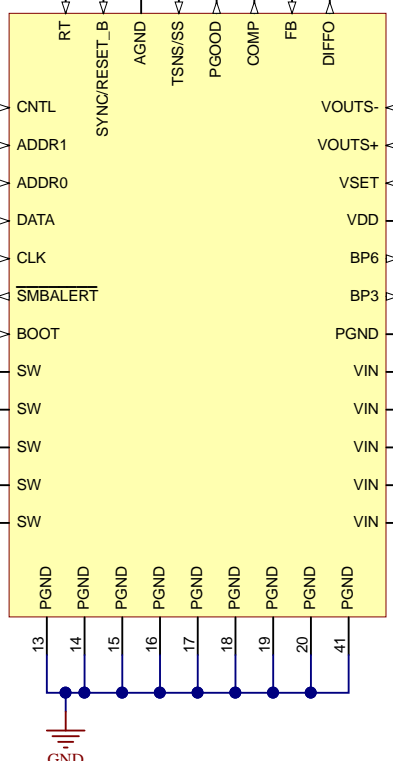 RT
SYNC/RESET_B
AGND
TSNS/SS
PGOOD
COMP
FB
DIFFO
CNTL
VOUTS-
ADDR1
VOUTS+
ADDR0
VSET
DATA
VDD
CLK
BP6
SMBALERT
BP3
BOOT
PGND
SW
VIN
SW
VIN
SW
VIN
SW
VIN
SW
VIN
PGND
PGND
PGND
PGND
PGND
PGND
PGND
PGND
PGND
13
14
15
16
17
18
19
20
41
GND